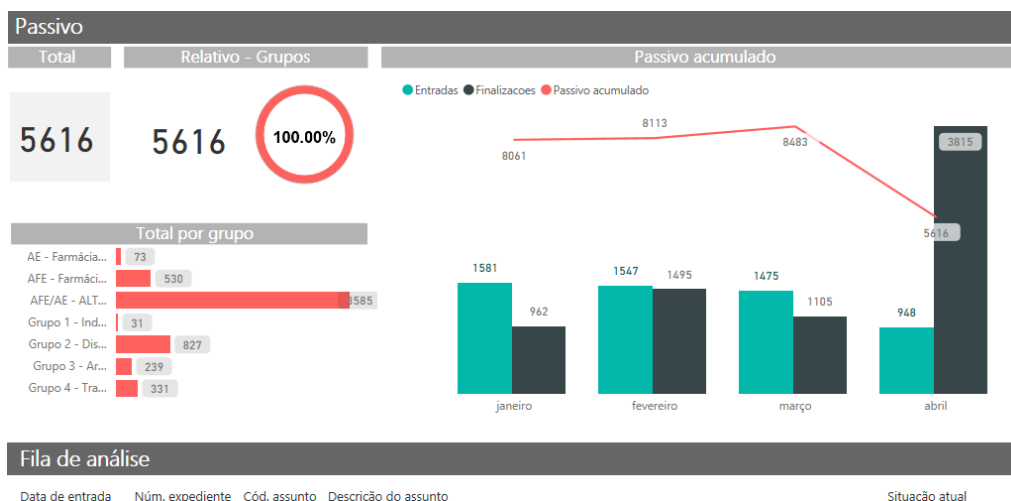 Passivo
Total
Relativo - Grupos
Passivo acumulado
Entradas Finalizacoes Passivo acumulado
5616
5616
100.00%
8061
8113
8483
5616
3815
1581
962
1547
1495
1475
1105
948
janeiro
fevereiro
março
abril
Total por grupo
AE - Farmácia... 73
AFE - Farmáci... 530
AFE/AE - ALT... 3585
Grupo 1 - Ind... 31
Grupo 2 - Dis... 827
Grupo 3 - Ar... 239
Grupo 4 - Tra... 331
Fila de análise
Data de entrada Núm. expediente Cód. assunto Descrição do assunto Situação atual